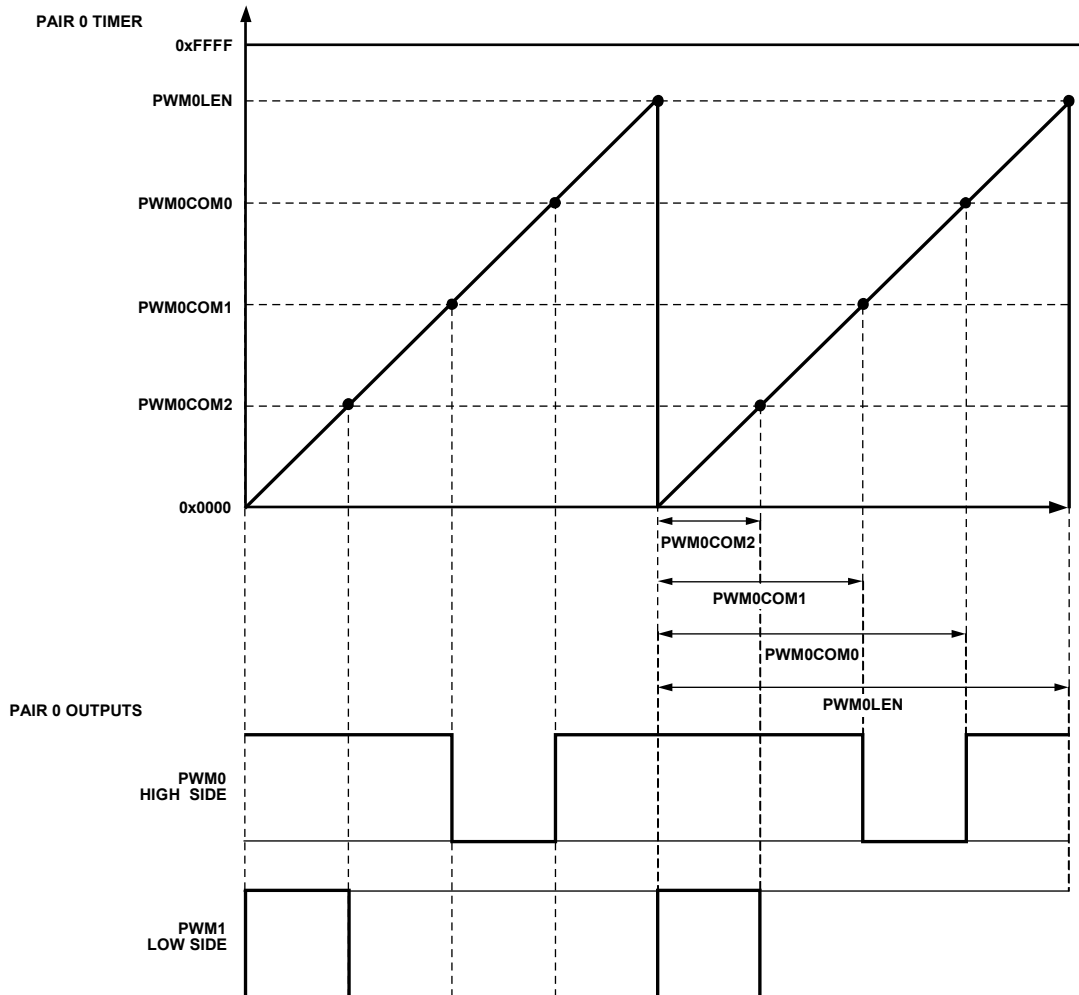 PAIR 0 TIMER
0xFFFF
PWM0LEN
PWM0COM0
PWM0COM1
PWM0COM2
0x0000
PWM0COM2
PWM0COM1
PWM0COM0
PWM0LEN
PAIR 0 OUTPUTS
PWM0
HIGH SIDE
PWM1
LOW SIDE